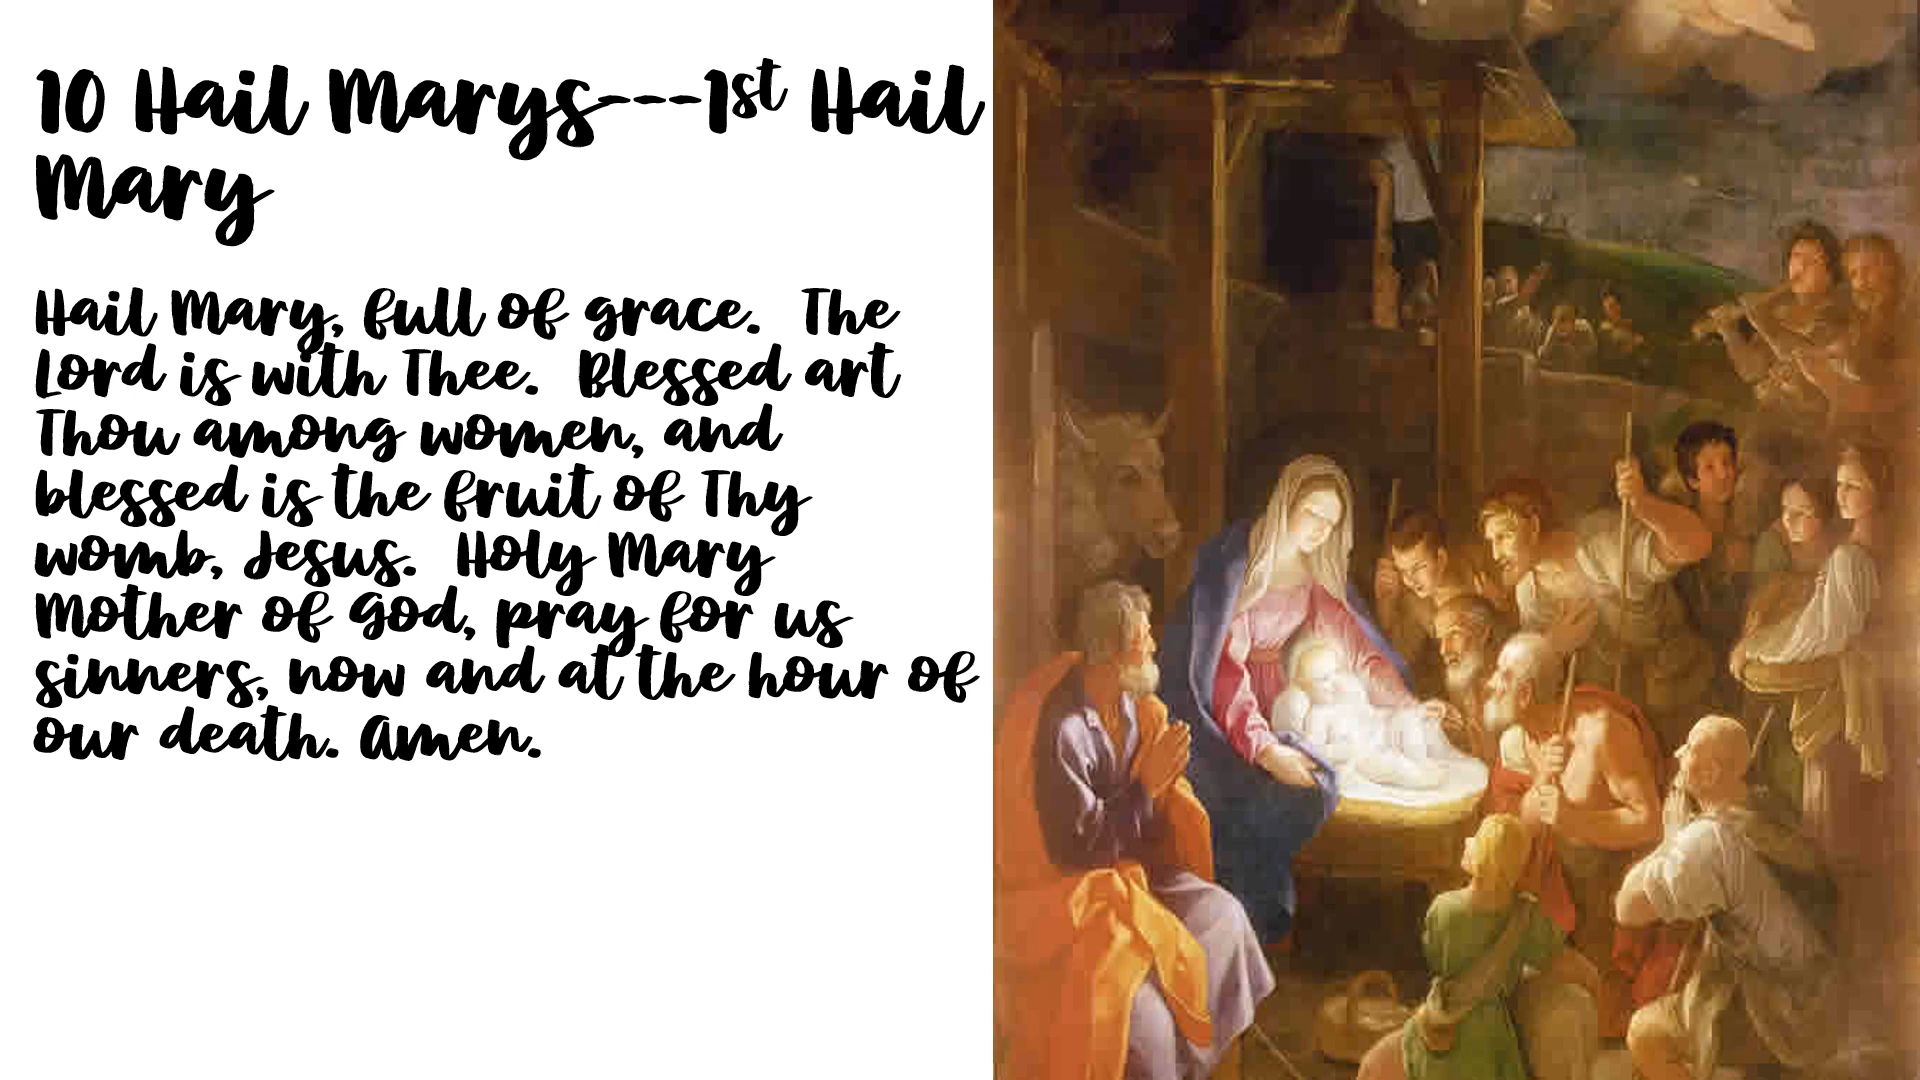 10 Hail Marys---1st Hail
Mary
Hail Mary, full of grace.  The
Lord is with Thee.  Blessed art
Thou among women, and
blessed is the fruit of Thy
womb, Jesus.  Holy Mary
Mother of God, pray for us
sinners, now and at the hour of
our death. Amen.